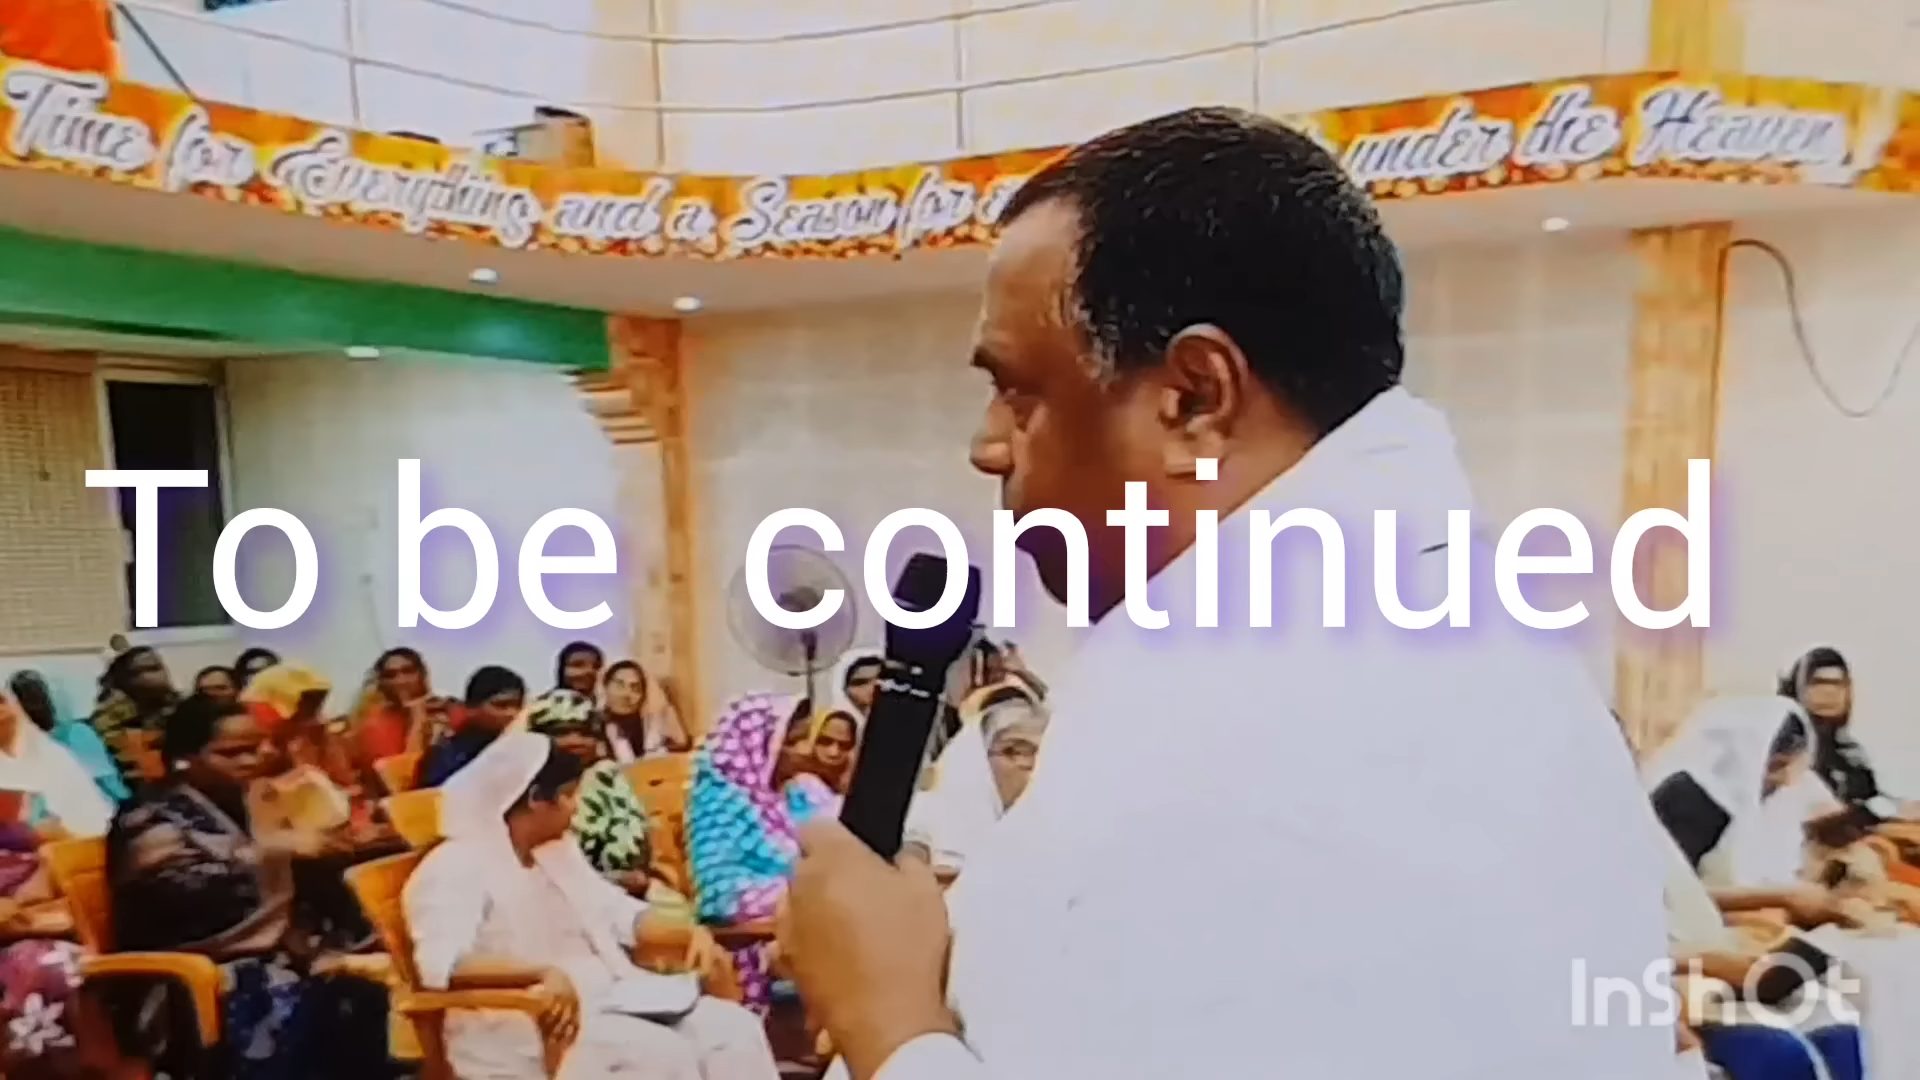 Time for Everything and a Season for
under the Heaven
To be continued
InShOt